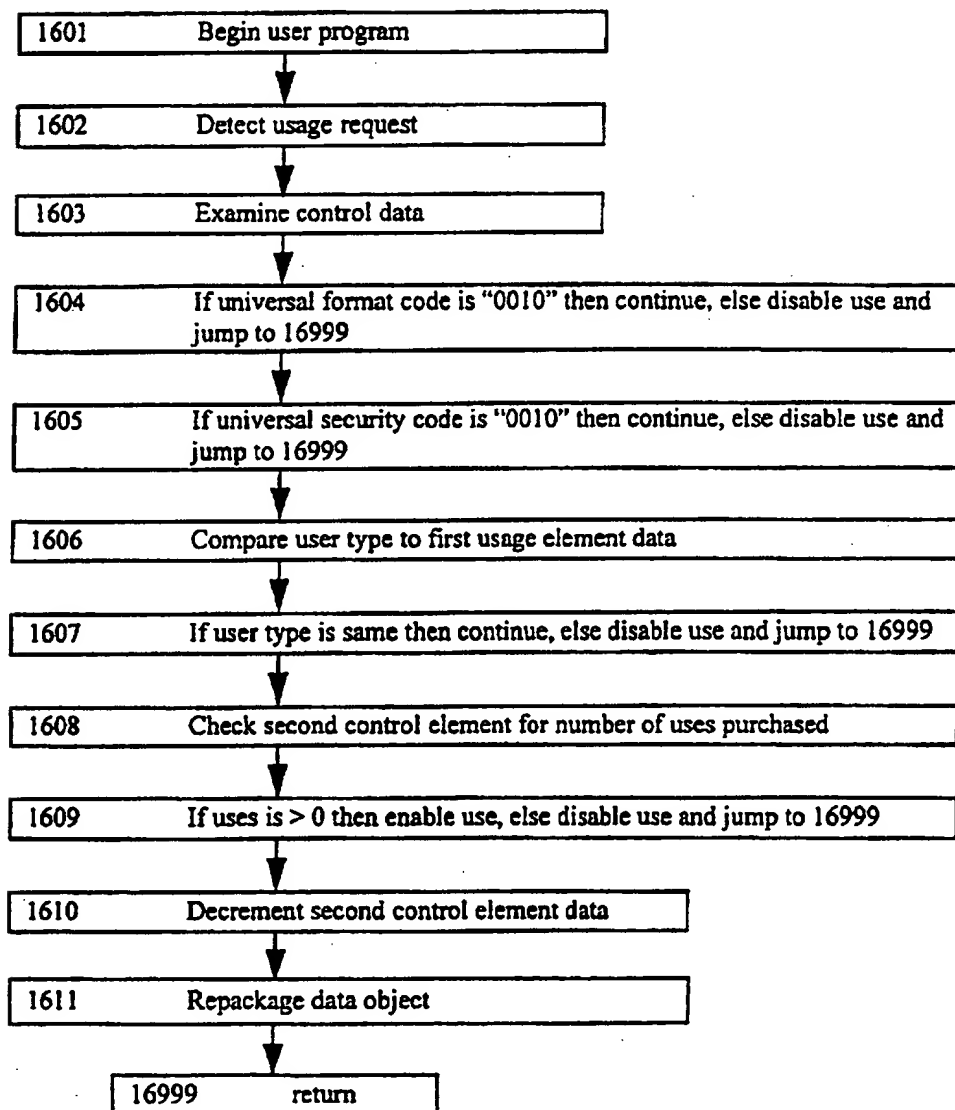 1601 Begin user program
1602 Detect usage request
1603 Examine control data
1604 If universal format code is “0010” then continue, else disable use and
jump to 16999
1605 If universal security code is “0010” then continue, else disable use and
jump to 16999
1606 Compare user type to first usage element data
1607 If user type is same then continue, else disable use and jump to 16999
1608 Check second control element for number of uses purchased
1609 If uses is > 0 then enable use, else disable use and jump to 16999
1610 Decrement second control element data
1611 Repackage data object
16999 return